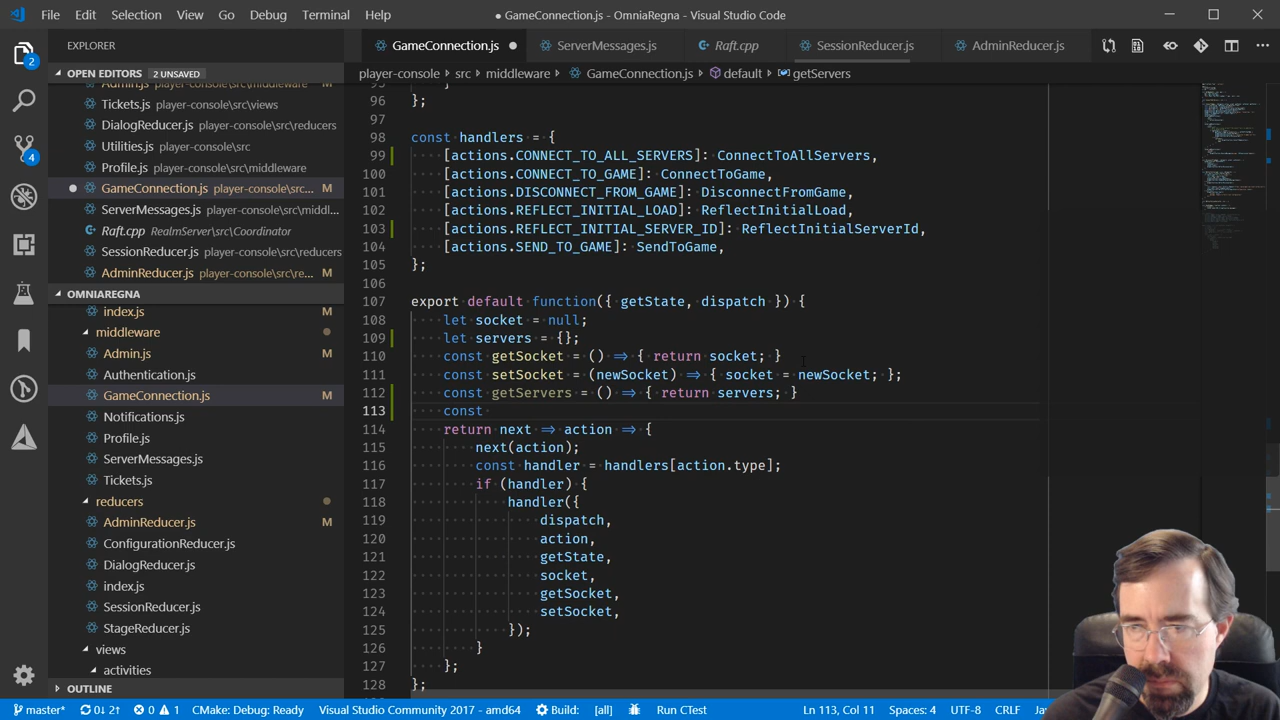 File Edit Selection View Go Debug Terminal Help
● GameConnection.js - OmniaRegna - Visual Studio Code
EXPLORER
GameConnection.js
ServerMessages.js
Raft.cpp
SessionReducer.js
AdminReducer.js
OPEN EDITORS 2 UNSAVED
player-console > src > middleware > GameConnection.js > default > getServers
Admin.js player-console\src\middleware M
Tickets.js player-console\src\views
DialogReducer.js player-console\src\reducers
Utilities.js player-console\src
Profile.js player-console\src\middleware
GameConnection.js player-console\src... M
ServerMessages.js player-console\src\middl...
Raft.cpp RealmServer\src\Coordinator
SessionReducer.js player-console\src\reducers
AdminReducer.js player-console\src\re... M
OMNIAREGNA
index.js
middleware
Admin.js M
Authentication.js
GameConnection.js M
Notifications.js
Profile.js
ServerMessages.js
Tickets.js
reducers
AdminReducer.js M
ConfigurationReducer.js
DialogReducer.js
index.js
SessionReducer.js
StageReducer.js
views
activities
OUTLINE
95 }
96 };
97
98 const handlers = {
99 [actions.CONNECT_TO_ALL_SERVERS]: ConnectToAllServers,
100 [actions.CONNECT_TO_GAME]: ConnectToGame,
101 [actions.DISCONNECT_FROM_GAME]: DisconnectFromGame,
102 [actions.REFLECT_INITIAL_LOAD]: ReflectInitialLoad,
103 [actions.REFLECT_INITIAL_SERVER_ID]: ReflectInitialServerId,
104 [actions.SEND_TO_GAME]: SendToGame,
105 };
106
107 export default function({ getState, dispatch }) {
108 let socket = null;
109 let servers = {};
110 const getSocket = () => { return socket; }
111 const setSocket = (newSocket) => { socket = newSocket; };
112 const getServers = () => { return servers; }
113 const
114 return next => action => {
115 next(action);
116 const handler = handlers[action.type];
117 if (handler) {
118 handler({
119 dispatch,
120 action,
121 getState,
122 socket,
123 getSocket,
124 setSocket,
125 });
126 }
127 };
128 };
2
4
master* 0↓ 2↑ 0 1 CMake: Debug: Ready Visual Studio Community 2017 - amd64 Build: [all] Run CTest Ln 113, Col 11 Spaces: 4 UTF-8 CRLF